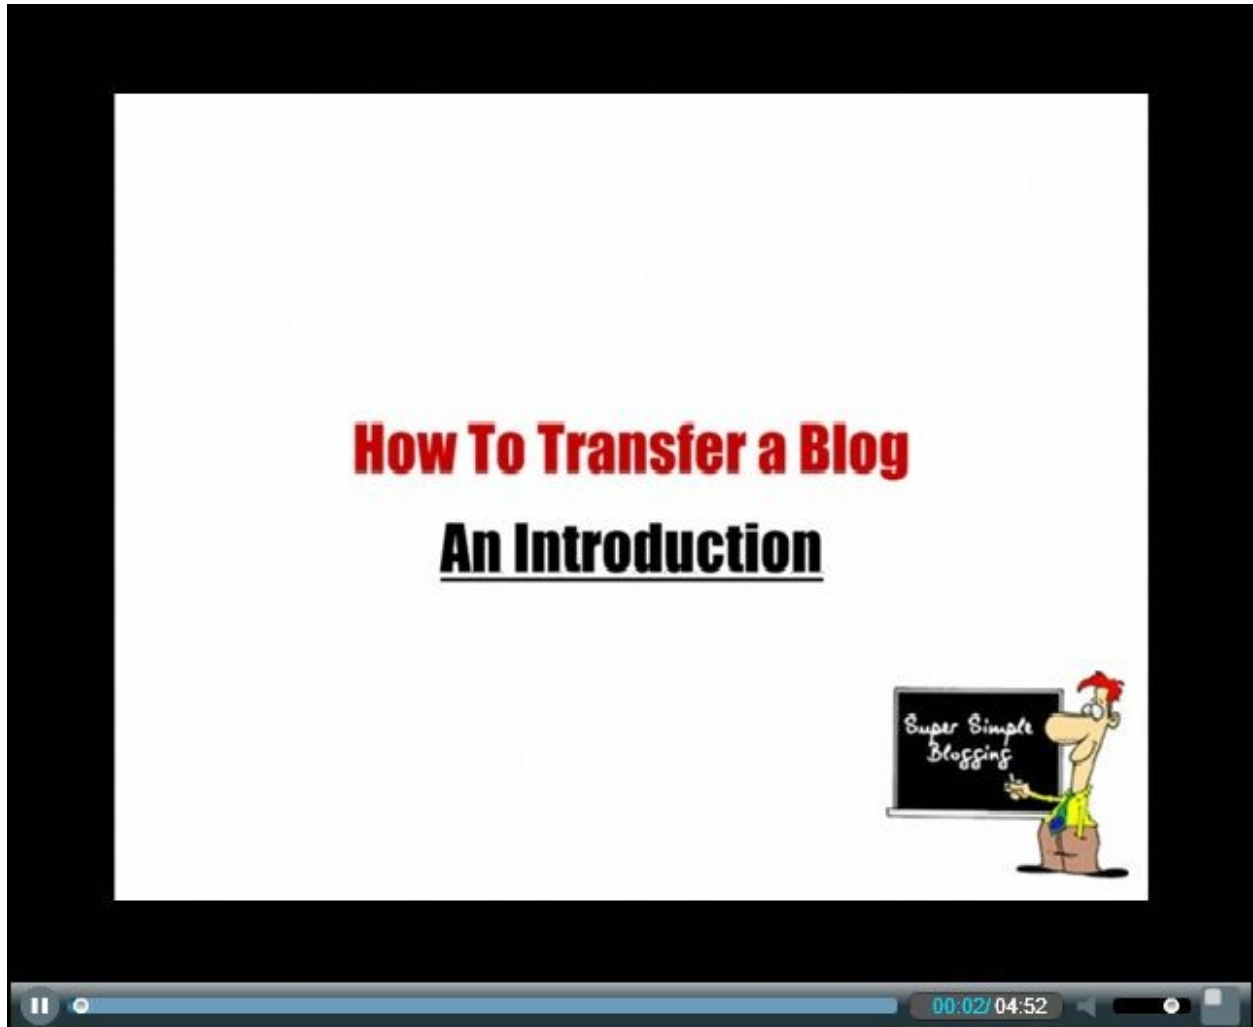 How To Transfer a Blog
An Introduction
Super Simple
Blogging
00:02/04:52